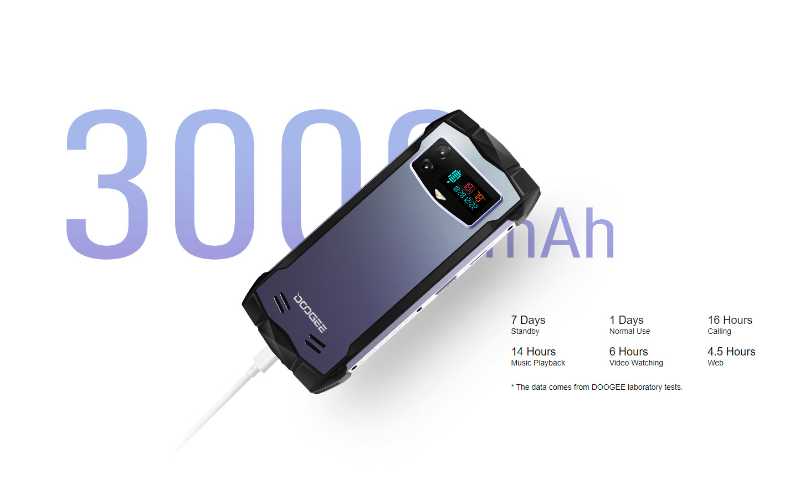 3000 mAh
DOOGEE
7 Days
Standby
1 Days
Normal Use
16 Hours
Calling
14 Hours
Music Playback
6 Hours
Video Watching
4.5 Hours
Web
* The data comes from DOOGEE laboratory tests.